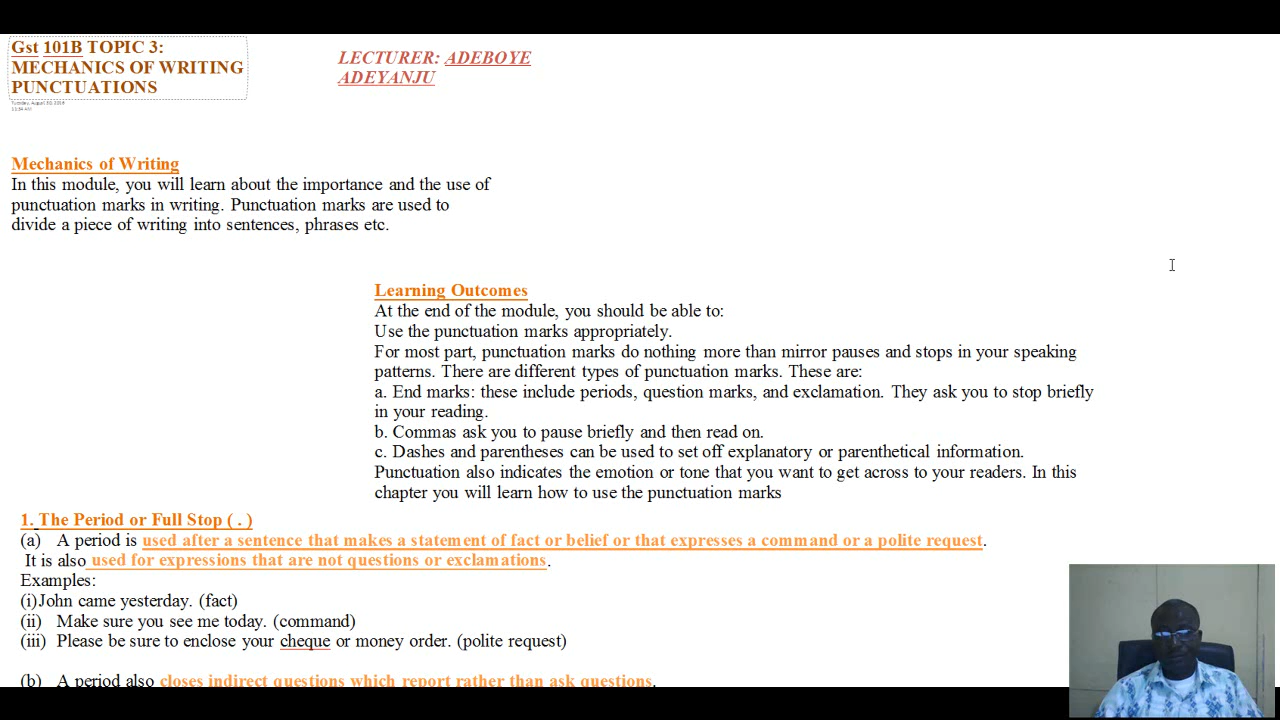 Gst 101B TOPIC 3:
MECHANICS OF WRITING
PUNCTUATIONS
LECTURER: ADEBOYE
ADEYANJU
Tuesday, August 30, 2016
11:34 AM
Mechanics of Writing
In this module, you will learn about the importance and the use of
punctuation marks in writing. Punctuation marks are used to
divide a piece of writing into sentences, phrases etc.
Learning Outcomes
At the end of the module, you should be able to:
Use the punctuation marks appropriately.
For most part, punctuation marks do nothing more than mirror pauses and stops in your speaking
patterns. There are different types of punctuation marks. These are:
a. End marks: these include periods, question marks, and exclamation. They ask you to stop briefly
in your reading.
b. Commas ask you to pause briefly and then read on.
c. Dashes and parentheses can be used to set off explanatory or parenthetical information.
Punctuation also indicates the emotion or tone that you want to get across to your readers. In this
chapter you will learn how to use the punctuation marks
1. The Period or Full Stop ( . )
(a) A period is used after a sentence that makes a statement of fact or belief or that expresses a command or a polite request.
It is also used for expressions that are not questions or exclamations.
Examples:
(i)John came yesterday. (fact)
(ii) Make sure you see me today. (command)
(iii) Please be sure to enclose your cheque or money order. (polite request)
(b) A period also closes indirect questions which report rather than ask questions.